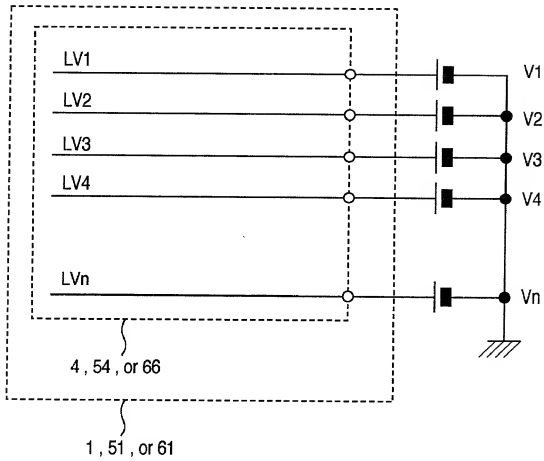 LV1 V1
LV2 V2
LV3 V3
LV4 V4
LVn Vn
4 , 54 , or 66
1 , 51 , or 61